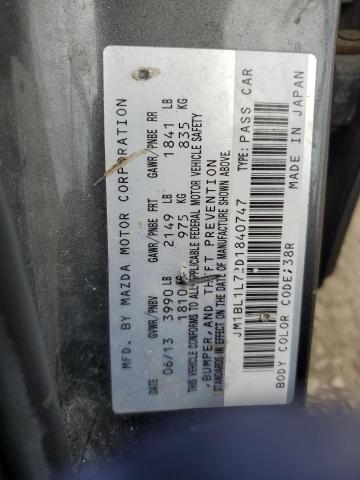 MFD. BY MAZDA MOTOR CORPORATION
DATE GVWR/PNBV GAWR/PNBE FRT GAWR/PNBE RR
06/13 3990 LB 2149 LB 1841 LB
1810 KG 975 KG 835 KG
THIS VEHICLE CONFORMS TO ALL APPLICABLE FEDERAL MOTOR VEHICLE SAFETY
,BUMPER,AND THEFT PREVENTION
STANDARDS IN EFFECT ON THE DATE OF MANUFACTURE SHOWN ABOVE.
TYPE: PASS CAR
BODY COLOR CODE;38R
MADE IN JAPAN